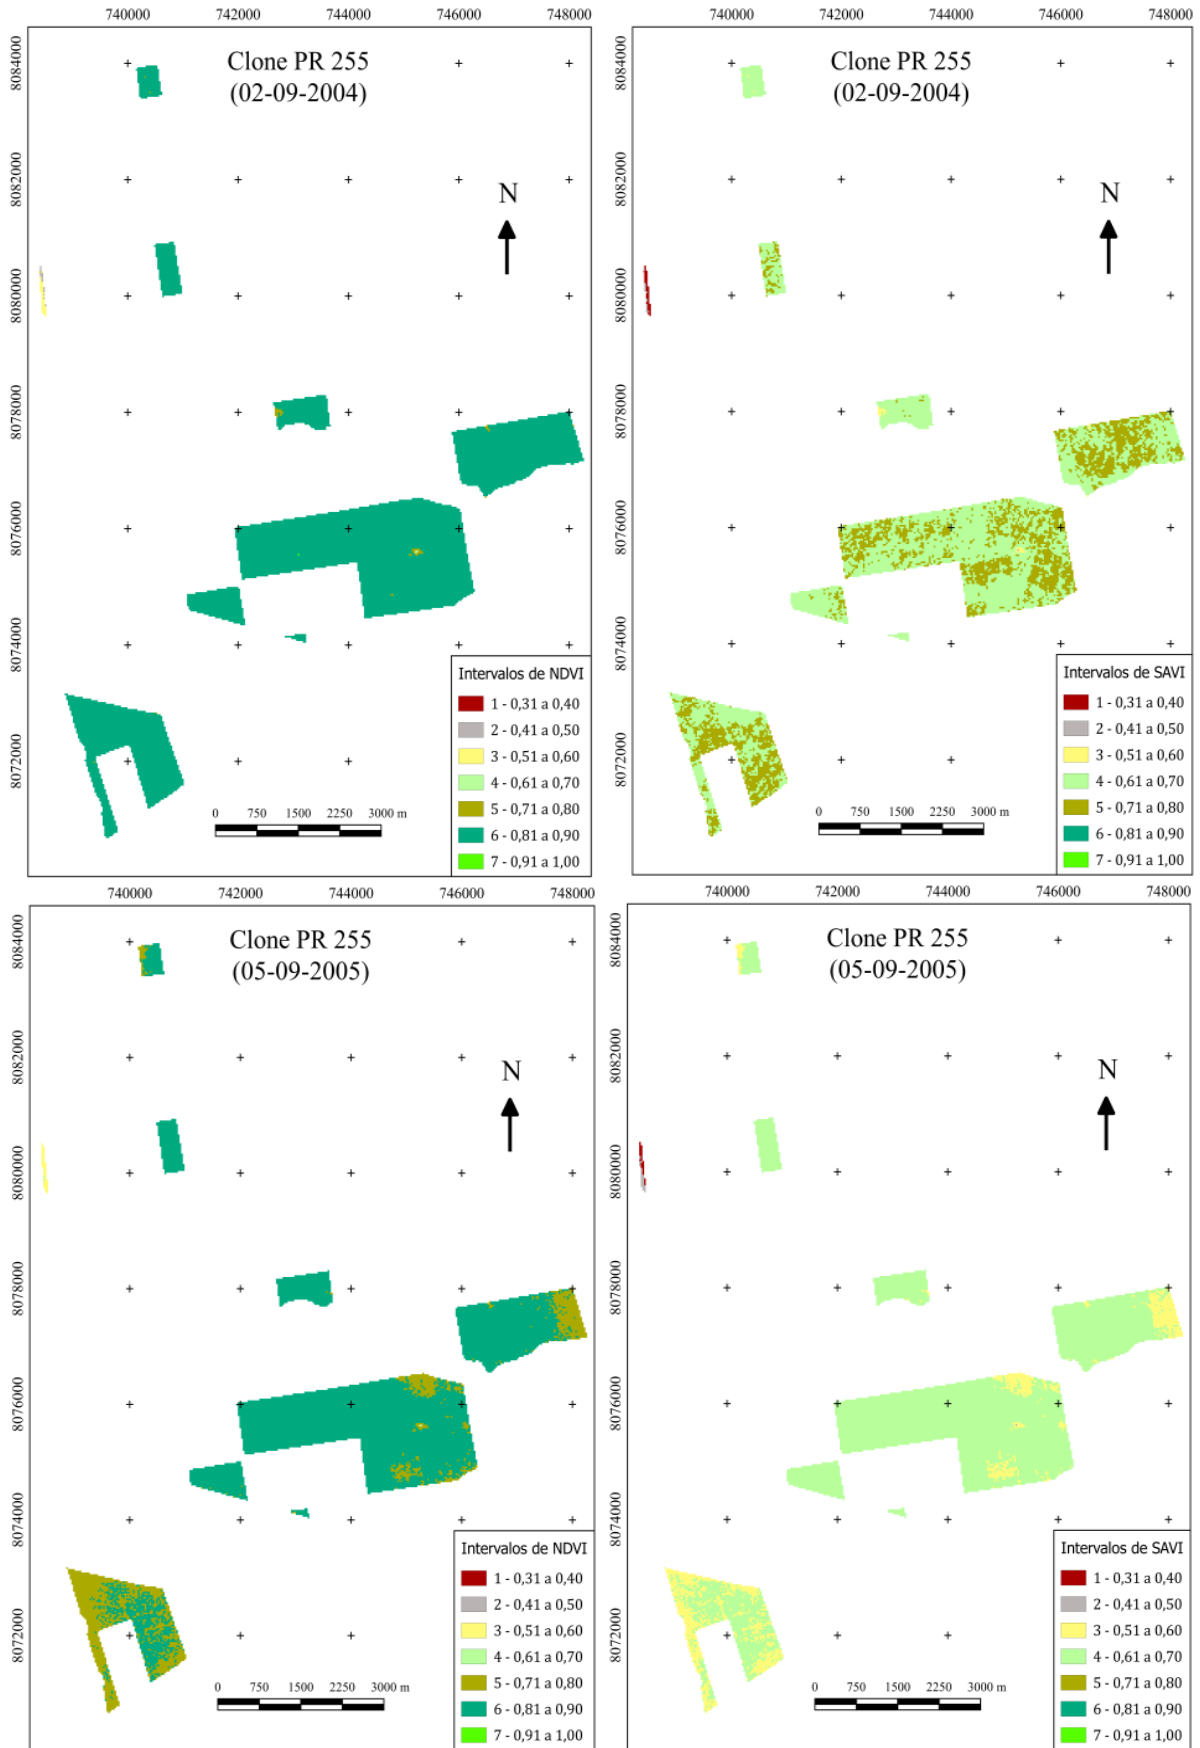 740000 742000 744000 746000 748000
8084000
8082000
8080000
8078000
8076000
8074000
8072000
Clone PR 255
(02-09-2004)
N
0 750 1500 2250 3000 m
Intervalos de NDVI
1 - 0,31 a 0,40
2 - 0,41 a 0,50
3 - 0,51 a 0,60
4 - 0,61 a 0,70
5 - 0,71 a 0,80
6 - 0,81 a 0,90
7 - 0,91 a 1,00
740000 742000 744000 746000 748000
8084000
8082000
8080000
8078000
8076000
8074000
8072000
Clone PR 255
(02-09-2004)
N
0 750 1500 2250 3000 m
Intervalos de SAVI
1 - 0,31 a 0,40
2 - 0,41 a 0,50
3 - 0,51 a 0,60
4 - 0,61 a 0,70
5 - 0,71 a 0,80
6 - 0,81 a 0,90
7 - 0,91 a 1,00
740000 742000 744000 746000 748000
8084000
8082000
8080000
8078000
8076000
8074000
8072000
Clone PR 255
(05-09-2005)
N
0 750 1500 2250 3000 m
Intervalos de NDVI
1 - 0,31 a 0,40
2 - 0,41 a 0,50
3 - 0,51 a 0,60
4 - 0,61 a 0,70
5 - 0,71 a 0,80
6 - 0,81 a 0,90
7 - 0,91 a 1,00
740000 742000 744000 746000 748000
8084000
8082000
8080000
8078000
8076000
8074000
8072000
Clone PR 255
(05-09-2005)
N
0 750 1500 2250 3000 m
Intervalos de SAVI
1 - 0,31 a 0,40
2 - 0,41 a 0,50
3 - 0,51 a 0,60
4 - 0,61 a 0,70
5 - 0,71 a 0,80
6 - 0,81 a 0,90
7 - 0,91 a 1,00